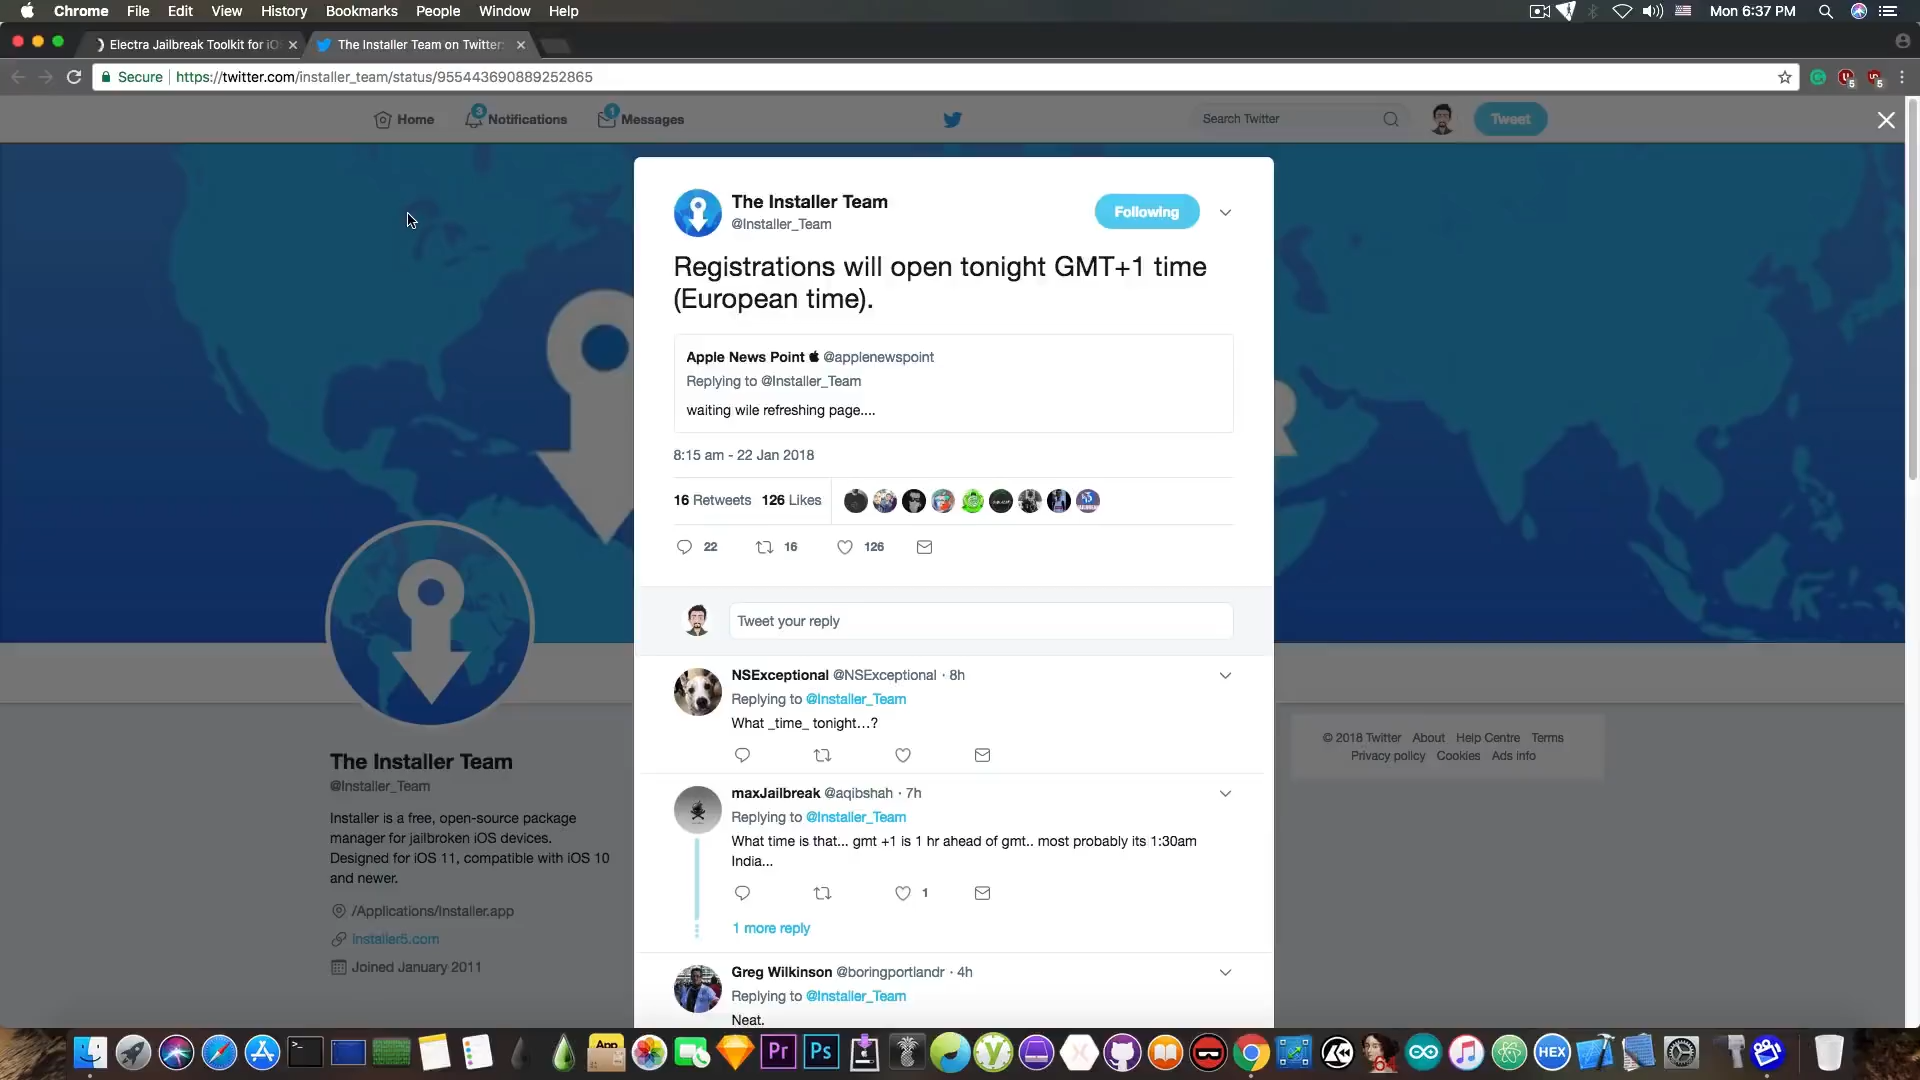 Chrome File Edit View History Bookmarks People Window Help Mon 6:37 PM
Electra Jailbreak Toolkit for iO
The Installer Team on Twitter:
Secure https://twitter.com/installer_team/status/955443690889252865
Home 3 Notifications 1 Messages Search Twitter Tweet
The Installer Team
@Installer_Team
Following
Registrations will open tonight GMT+1 time
(European time).
Apple News Point @applenewspoint
Replying to @Installer_Team
waiting wile refreshing page....
8:15 am - 22 Jan 2018
16 Retweets 126 Likes
22 16 126
Tweet your reply
NSExceptional @NSExceptional · 8h
Replying to @Installer_Team
What _time_ tonight...?
maxJailbreak @aqibshah · 7h
Replying to @Installer_Team
What time is that... gmt +1 is 1 hr ahead of gmt.. most probably its 1:30am
India...
1
1 more reply
Greg Wilkinson @boringportlandr · 4h
Replying to @Installer_Team
Neat.
The Installer Team
@Installer_Team
Installer is a free, open-source package
manager for jailbroken iOS devices.
Designed for iOS 11, compatible with iOS 10
and newer.
/Applications/Installer.app
installer5.com
Joined January 2011
© 2018 Twitter About Help Centre Terms
Privacy policy Cookies Ads info
App Pr Ps 64 HEX